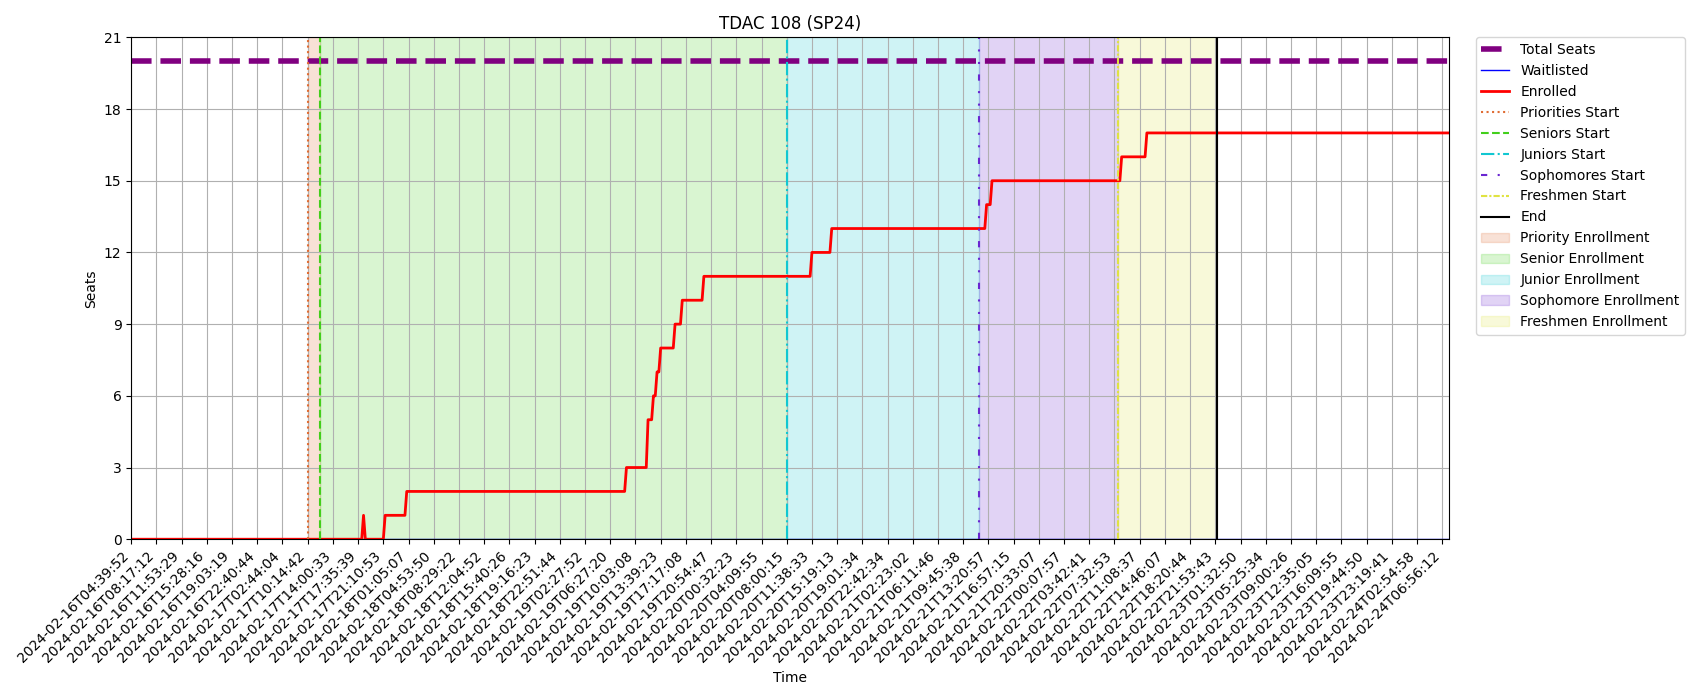 TDAC 108 (SP24)
21
18
15
12
9
6
3
0
Seats
2024-02-16T04:39:52
2024-02-16T08:17:12
2024-02-16T11:53:29
2024-02-16T15:28:16
2024-02-16T19:03:19
2024-02-16T22:40:44
2024-02-17T02:44:04
2024-02-17T10:14:42
2024-02-17T14:00:33
2024-02-17T17:35:39
2024-02-17T21:10:53
2024-02-18T01:05:07
2024-02-18T04:53:50
2024-02-18T08:29:22
2024-02-18T12:04:52
2024-02-18T15:40:26
2024-02-18T19:16:23
2024-02-18T22:51:44
2024-02-19T02:27:52
2024-02-19T06:27:20
2024-02-19T10:03:08
2024-02-19T13:39:23
2024-02-19T17:17:08
2024-02-19T20:54:47
2024-02-20T00:32:23
2024-02-20T04:09:55
2024-02-20T08:00:15
2024-02-20T11:38:33
2024-02-20T15:19:13
2024-02-20T19:01:34
2024-02-20T22:42:34
2024-02-21T02:23:02
2024-02-21T06:11:46
2024-02-21T09:45:38
2024-02-21T13:20:57
2024-02-21T16:57:15
2024-02-21T20:33:07
2024-02-22T00:07:57
2024-02-22T03:42:41
2024-02-22T07:32:53
2024-02-22T11:08:37
2024-02-22T14:46:07
2024-02-22T18:20:44
2024-02-22T21:53:43
2024-02-23T01:32:50
2024-02-23T05:25:34
2024-02-23T09:00:26
2024-02-23T12:35:05
2024-02-23T16:09:55
2024-02-23T19:44:50
2024-02-23T23:19:41
2024-02-24T02:54:58
2024-02-24T06:56:12
Time
Total Seats
Waitlisted
Enrolled
Priorities Start
Seniors Start
Juniors Start
Sophomores Start
Freshmen Start
End
Priority Enrollment
Senior Enrollment
Junior Enrollment
Sophomore Enrollment
Freshmen Enrollment